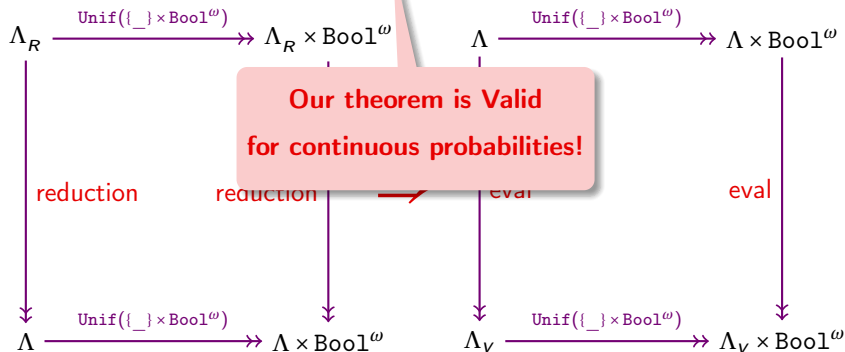 Unif({_}×Bool^ω) Unif({_}×Bool^ω)
Λ_R Λ_R × Bool^ω Λ Λ × Bool^ω
Our theorem is Valid
for continuous probabilities!
reduction reduction eval eval
Unif({_}×Bool^ω) Unif({_}×Bool^ω)
Λ Λ × Bool^ω Λ_V Λ_V × Bool^ω